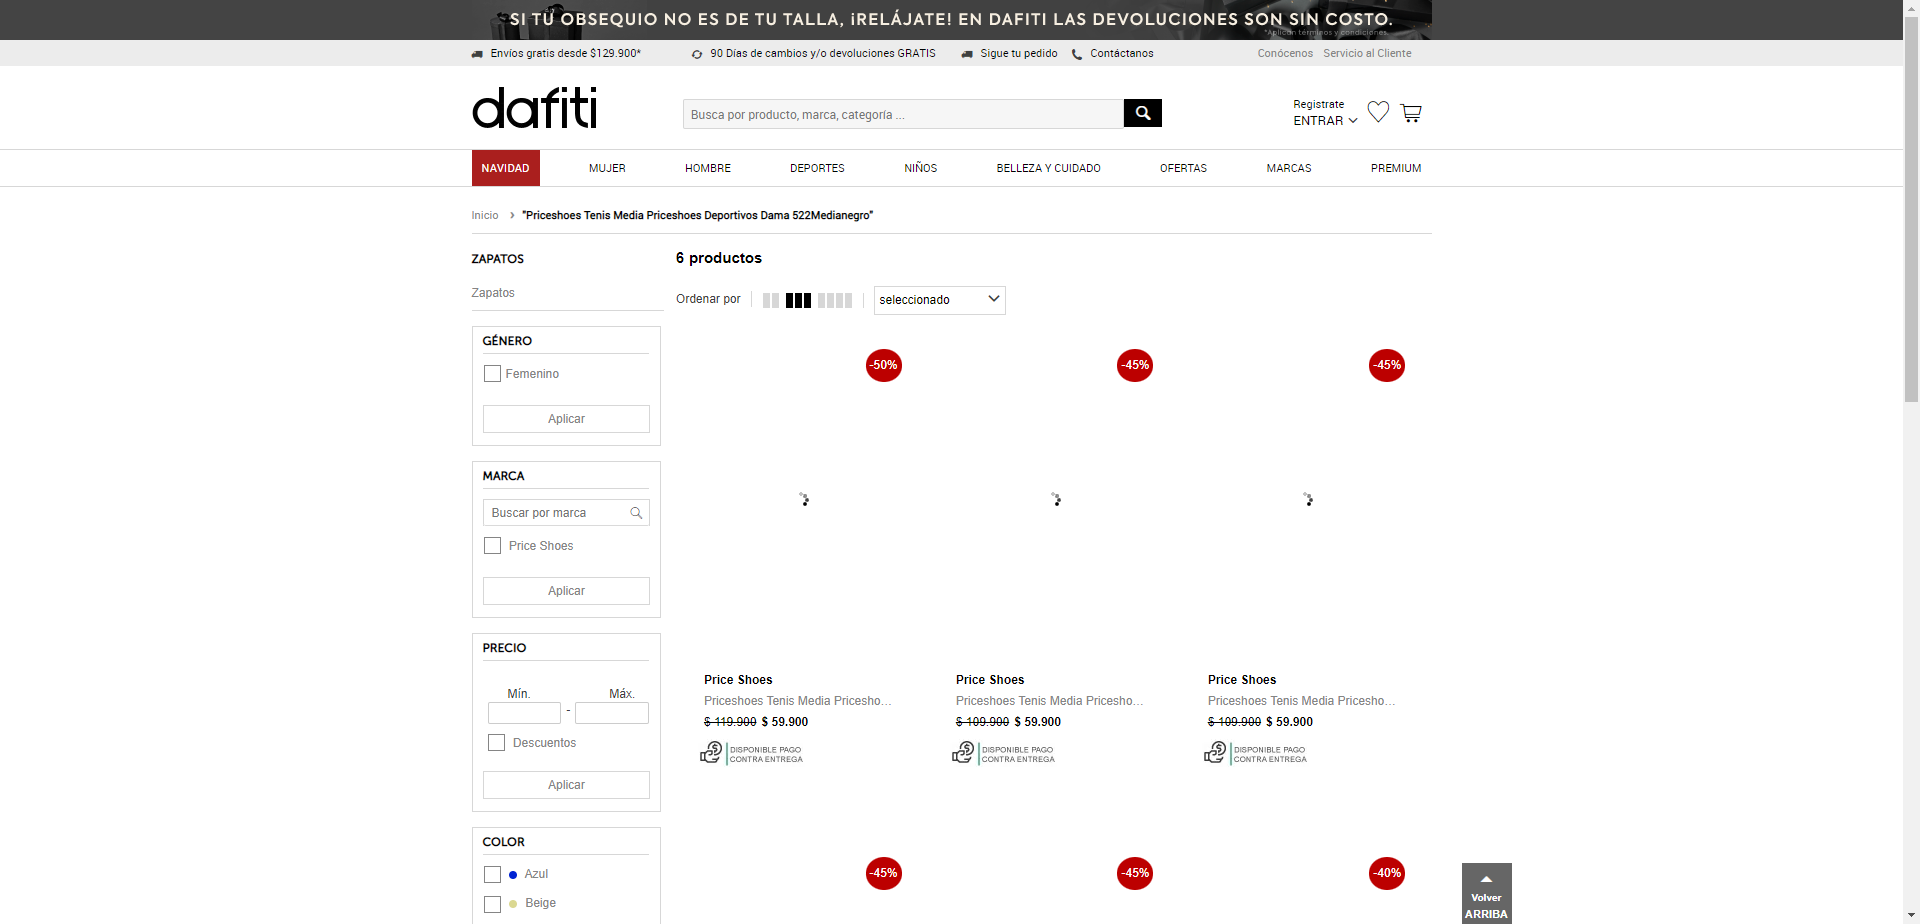 SI TU OBSEQUIO NO ES DE TU TALLA, ¡RELÁJATE! EN DAFITI LAS DEVOLUCIONES SON SIN COSTO.
*Aplican términos y condiciones.
Envíos gratis desde $129.900* 90 Días de cambios y/o devoluciones GRATIS Sigue tu pedido Contáctanos Conócenos Servicio al Cliente
dafiti
Busca por producto, marca, categoría ...
Registrate
ENTRAR
NAVIDAD MUJER HOMBRE DEPORTES NIÑOS BELLEZA Y CUIDADO OFERTAS MARCAS PREMIUM
Inicio › "Priceshoes Tenis Media Priceshoes Deportivos Dama 522Medianegro"
ZAPATOS
Zapatos
GÉNERO
Femenino
Aplicar
MARCA
Buscar por marca
Price Shoes
Aplicar
PRECIO
Mín. Máx.
-
Descuentos
Aplicar
COLOR
Azul
Beige
6 productos
Ordenar por seleccionado
-50% -45% -45%
Price Shoes Price Shoes Price Shoes
Priceshoes Tenis Media Pricesho... Priceshoes Tenis Media Pricesho... Priceshoes Tenis Media Pricesho...
$ 119.900 $ 59.900 $ 109.900 $ 59.900 $ 109.900 $ 59.900
DISPONIBLE PAGO DISPONIBLE PAGO DISPONIBLE PAGO
CONTRA ENTREGA CONTRA ENTREGA CONTRA ENTREGA
-45% -45% -40%
Volver
ARRIBA